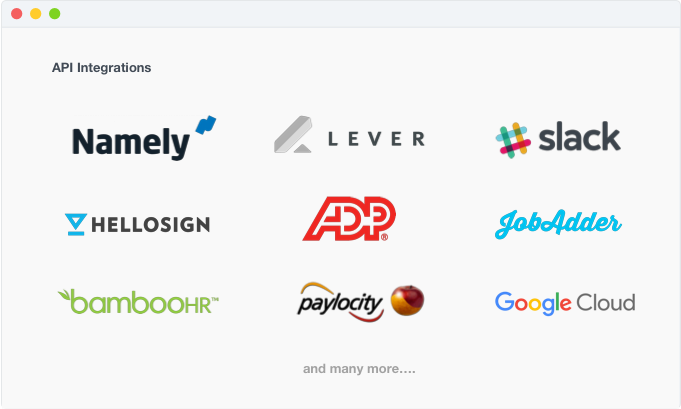 API Integrations
Namely
LEVER
slack
HELLOSIGN
ADP®
JobAdder
bambooHR™
paylocity
Google Cloud
and many more....